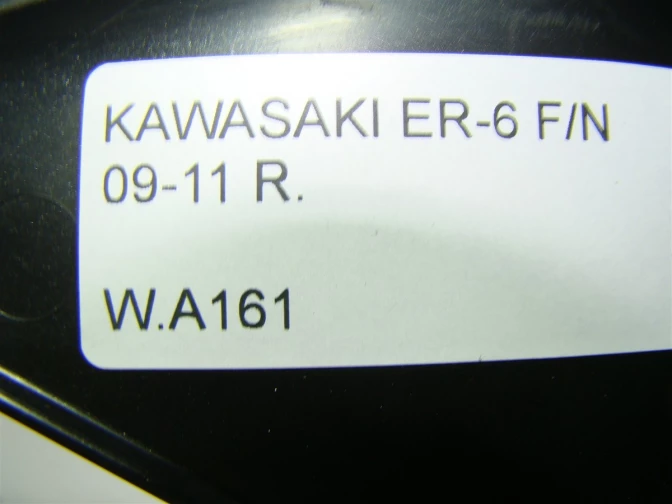 KAWASAKI ER-6 F/N
09-11 R.
W.A161